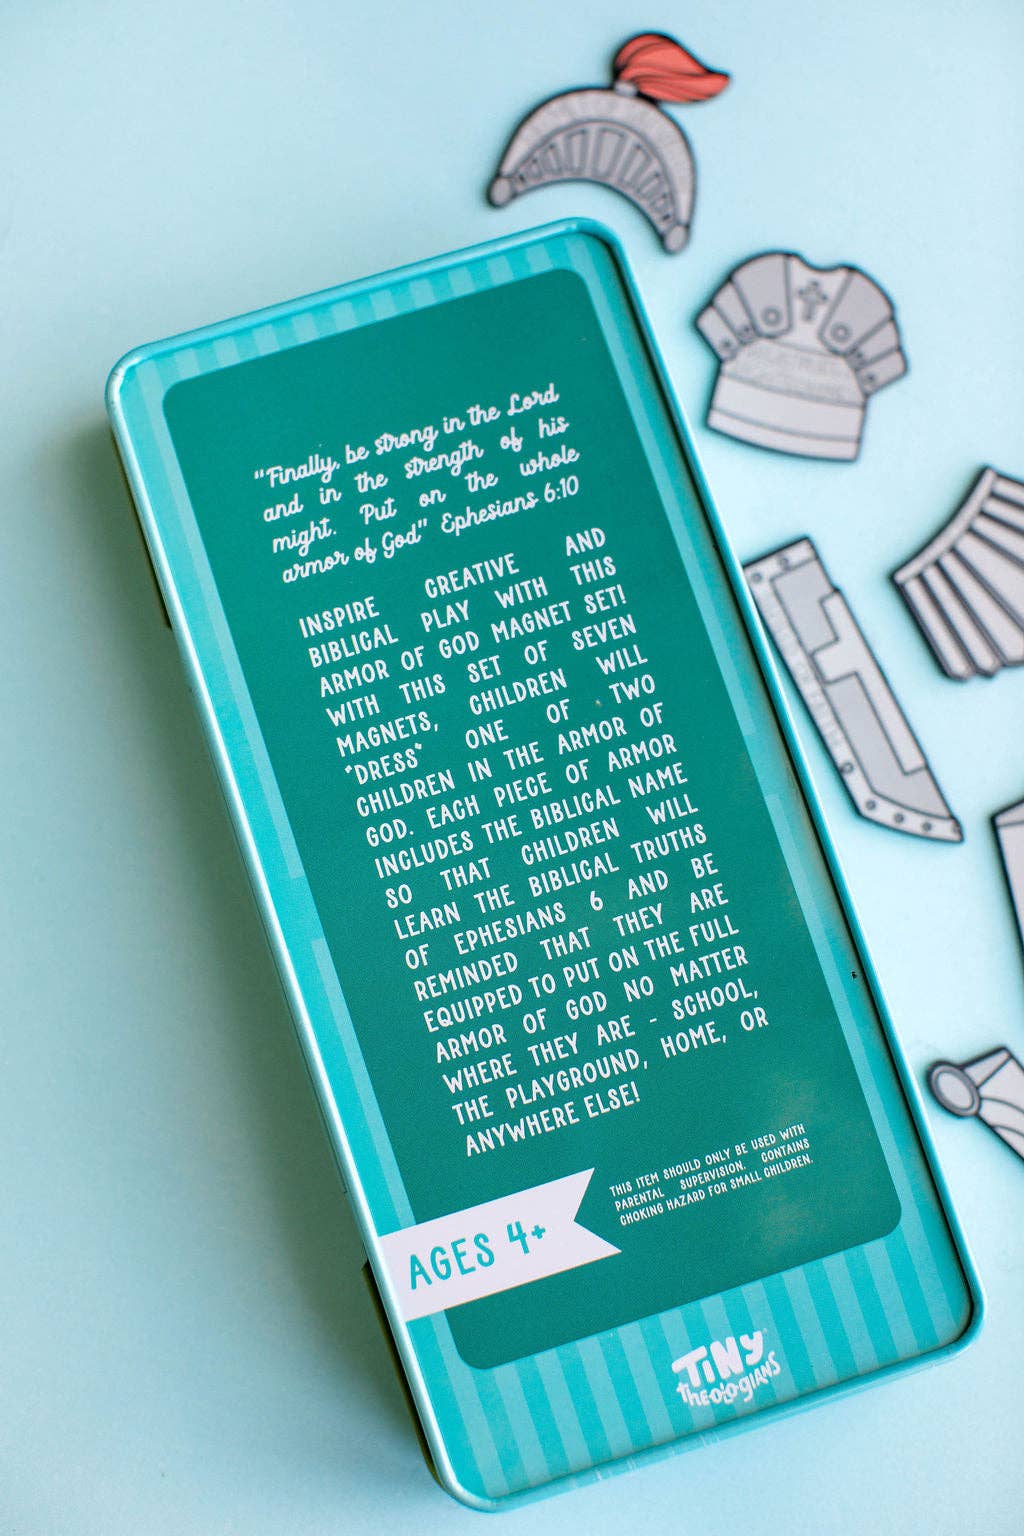 "Finally, be strong in the Lord
and in the strength of his
might. Put on the whole
armor of God" Ephesians 6:10
INSPIRE CREATIVE AND
BIBLICAL PLAY WITH THIS
ARMOR OF GOD MAGNET SET!
WITH THIS SET OF SEVEN
MAGNETS, CHILDREN WILL
"DRESS" ONE OF TWO
CHILDREN IN THE ARMOR OF
GOD. EACH PIECE OF ARMOR
INCLUDES THE BIBLICAL NAME
SO THAT CHILDREN WILL
LEARN THE BIBLICAL TRUTHS
OF EPHESIANS 6 AND BE
REMINDED THAT THEY ARE
EQUIPPED TO PUT ON THE FULL
ARMOR OF GOD NO MATTER
WHERE THEY ARE - SCHOOL,
THE PLAYGROUND, HOME, OR
ANYWHERE ELSE!
THIS ITEM SHOULD ONLY BE USED WITH
PARENTAL SUPERVISION. CONTAINS
CHOKING HAZARD FOR SMALL CHILDREN.
AGES 4+
TINY
THEOLOGIANS